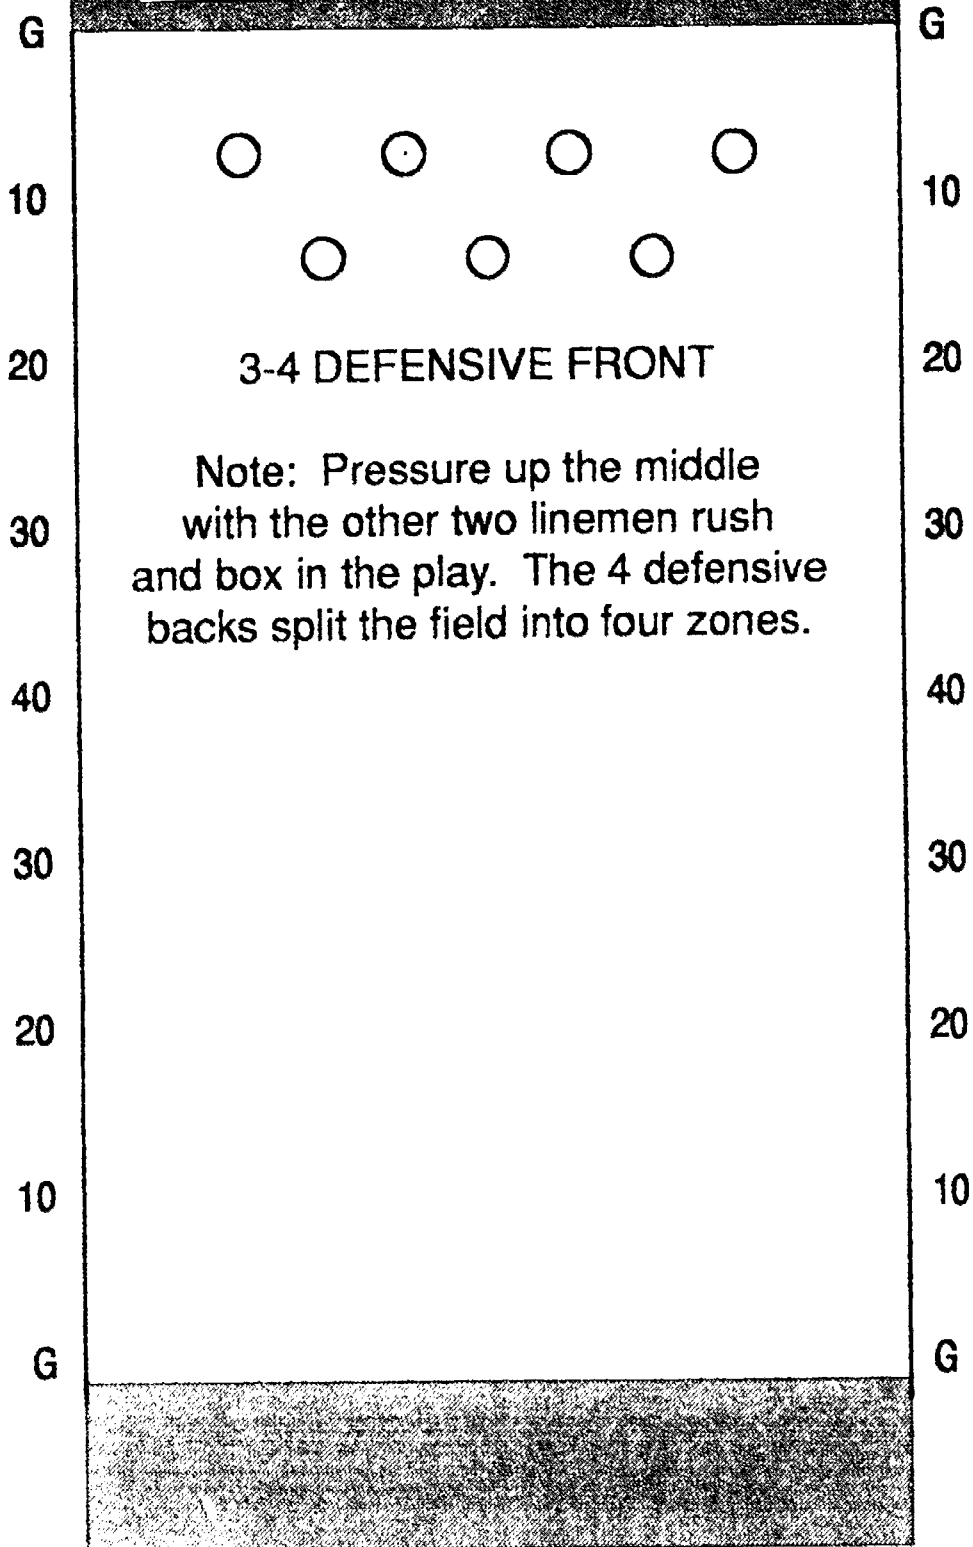 G G
10 10
20 3-4 DEFENSIVE FRONT 20
Note: Pressure up the middle
30 with the other two linemen rush 30
and box in the play. The 4 defensive
backs split the field into four zones.
40 40
30 30
20 20
10 10
G G